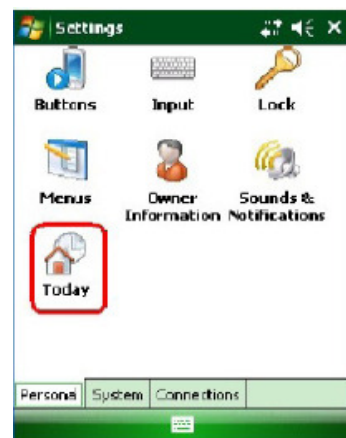 Settings
Buttons Input Lock
Menus Owner Information Sounds & Notifications
Today
Personal System Connections